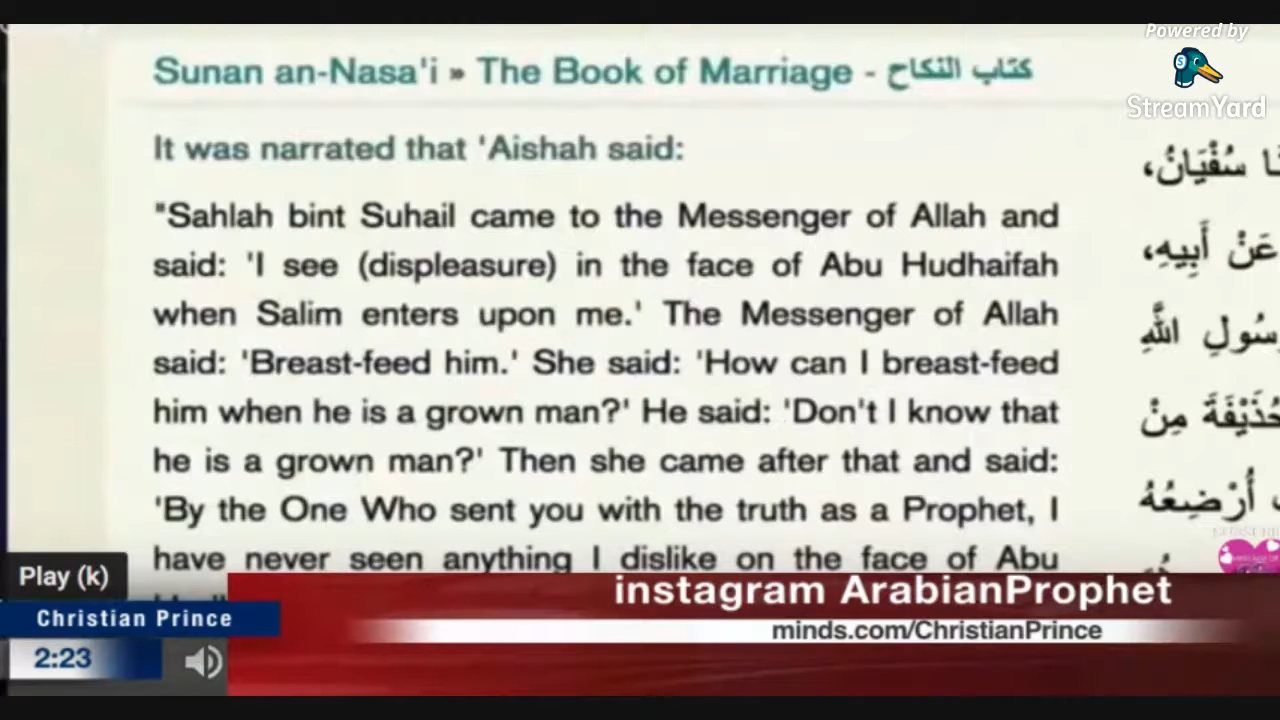 Powered by
StreamYard
Sunan an-Nasa'i » The Book of Marriage - كتاب النكاح
It was narrated that 'Aishah said:
"Sahlah bint Suhail came to the Messenger of Allah and
said: 'I see (displeasure) in the face of Abu Hudhaifah
when Salim enters upon me.' The Messenger of Allah
said: 'Breast-feed him.' She said: 'How can I breast-feed
him when he is a grown man?' He said: 'Don't I know that
he is a grown man?' Then she came after that and said:
'By the One Who sent you with the truth as a Prophet, I
have never seen anything I dislike on the face of Abu
سُفْيَانُ،
عَنْ أَبِيهِ،
اللَّهِ
مِنْ
أُرْضِعُهُ
Play (k)
Christian Prince
2:23
instagram ArabianProphet
minds.com/ChristianPrince